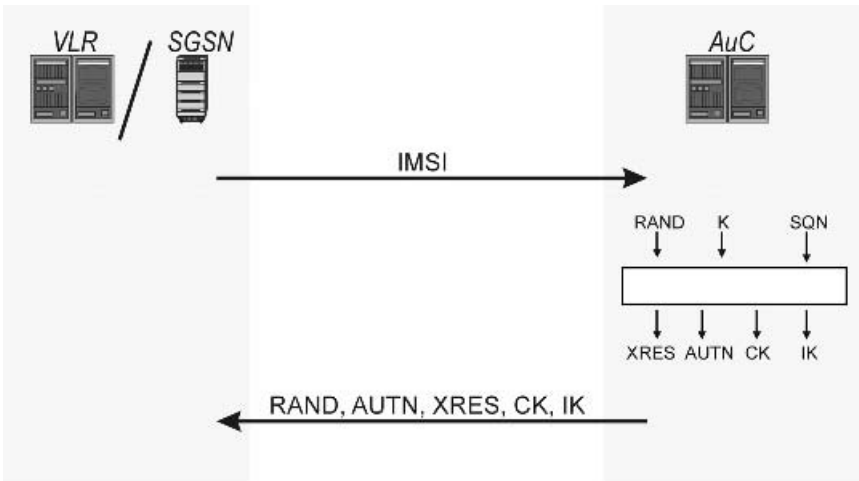 VLR / SGSN AuC
IMSI
RAND K SQN
XRES AUTN CK IK
RAND, AUTN, XRES, CK, IK